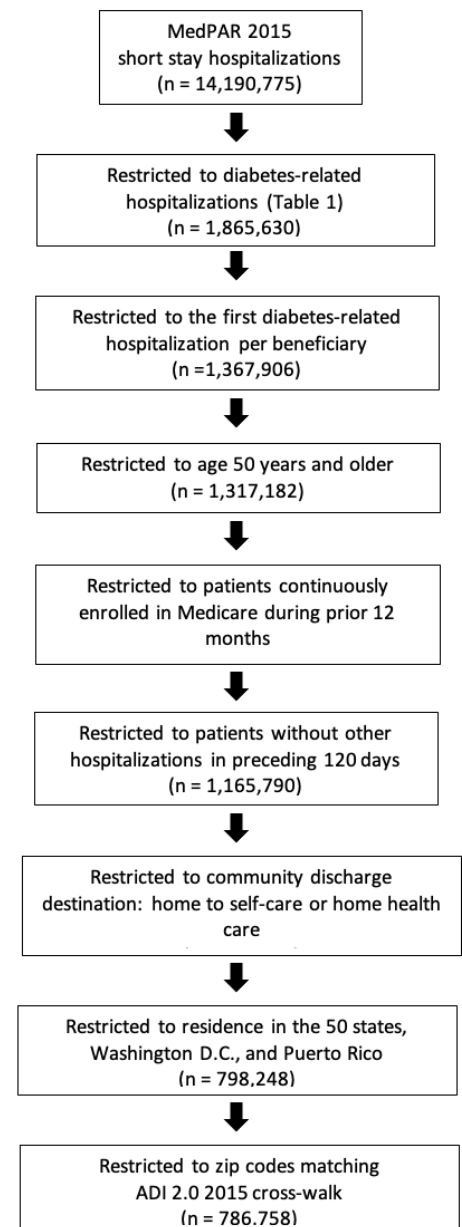 MedPAR 2015
short stay hospitalizations
(n = 14,190,775)
Restricted to diabetes-related
hospitalizations (Table 1)
(n = 1,865,630)
Restricted to the first diabetes-related
hospitalization per beneficiary
(n =1,367,906)
Restricted to age 50 years and older
(n = 1,317,182)
Restricted to patients continuously
enrolled in Medicare during prior 12
months
Restricted to patients without other
hospitalizations in preceding 120 days
(n = 1,165,790)
Restricted to community discharge
destination: home to self-care or home health
care
Restricted to residence in the 50 states,
Washington D.C., and Puerto Rico
(n = 798,248)
Restricted to zip codes matching
ADI 2.0 2015 cross-walk
(n = 786,758)